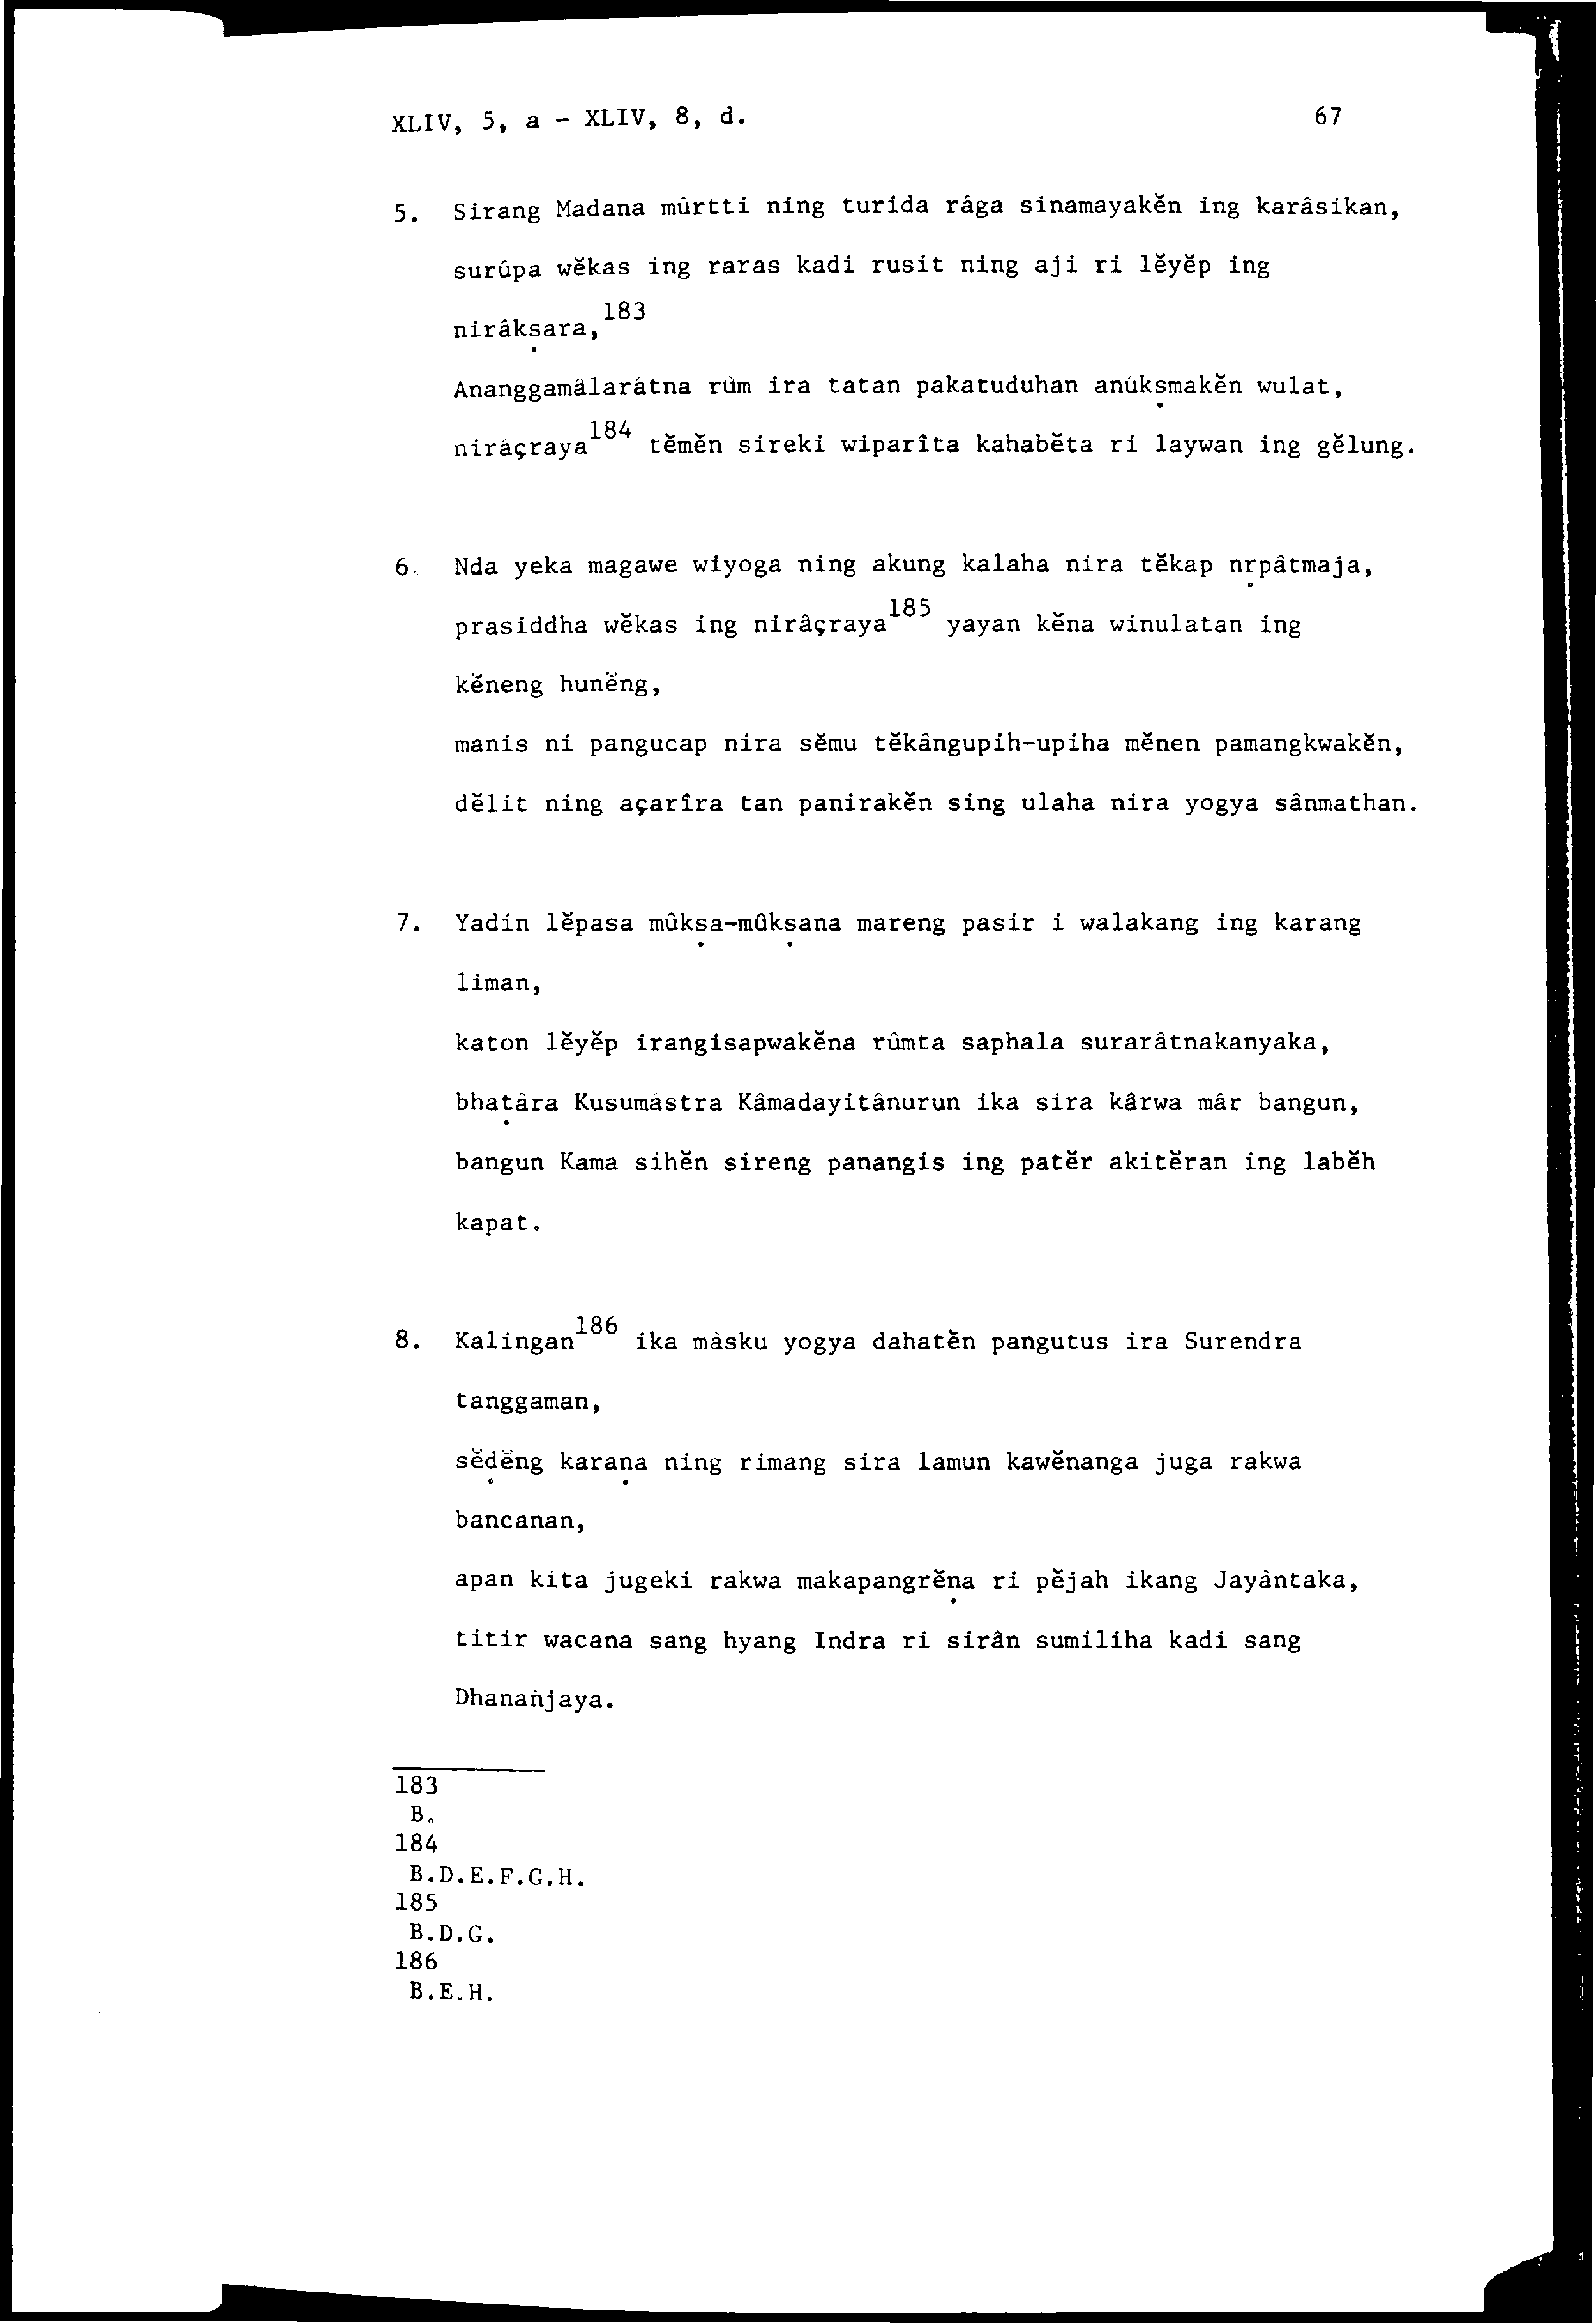 XLIV, 5, a - XLIV, 8, d. 67
5. Sirang Madana mûrtti ning turida râga sinamayakĕn ing karâsikan,
surûpa wĕkas ing raras kadi rusit ning aji ri lĕyĕp ing
nirâkṣara,183
Ananggamâlarâtna rûm ira tatan pakatuduhan anûkṣmakĕn wulat,
nirâçraya184 tĕmĕn sireki wiparîta kahabĕta ri laywan ing gĕlung.
6. Nda yeka magawe wiyoga ning akung kalaha nira tĕkap nṛpâtmaja,
prasiddha wĕkas ing nirâçraya185 yayan kĕna winulatan ing
kĕneng hunĕng,
manis ni pangucap nira sĕmu tĕkângupih-upiha mĕnen pamangkwakĕn,
dĕlit ning açarîra tan panirakĕn sing ulaha nira yogya sânmathan.
7. Yadin lĕpasa mûkṣa-mûkṣana mareng pasir i walakang ing karang
liman,
katon lĕyĕp irangisapwakĕna rûmta saphala surarâtnakanyaka,
bhaṭâra Kusumâstra Kâmadayitânurun ika sira kârwa mâr bangun,
bangun Kama sihĕn sireng panangis ing patĕr akitĕran ing labĕh
kapat.
8. Kalingan186 ika mâsku yogya dahatĕn pangutus ira Surendra
tanggaman,
sĕḍĕng karaṇa ning rimang sira lamun kawĕnanga juga rakwa
bancanan,
apan kita jugeki rakwa makapangrĕṇa ri pĕjah ikang Jayântaka,
titir wacana sang hyang Indra ri sirân sumiliha kadi sang
Dhanañjaya.
183
B.
184
B.D.E.F.G.H.
185
B.D.G.
186
B.E.H.